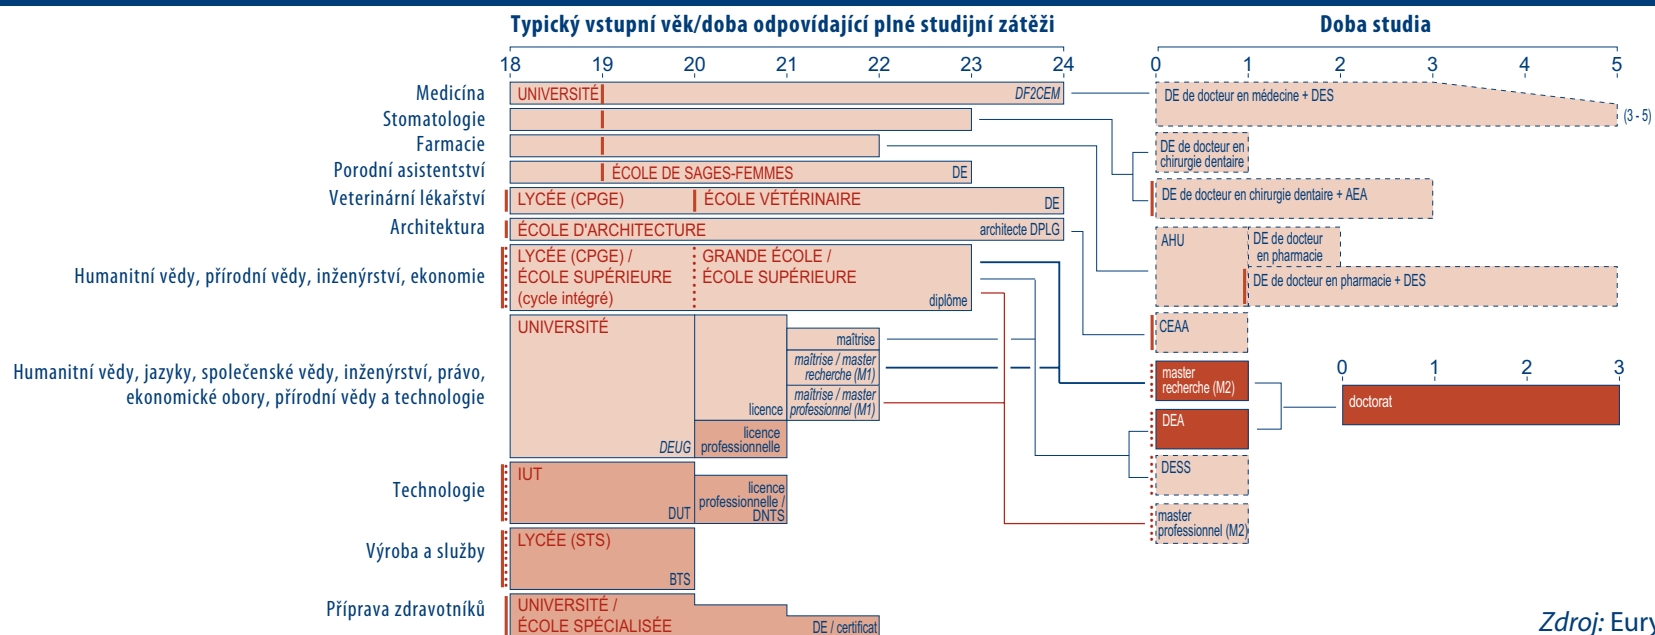 Typický vstupní věk/doba odpovídající plné studijní zátěži
Doba studia
18 19 20 21 22 23 24
0 1 2 3 4 5
Medicína
UNIVERSITÉ
DF2CEM
DE de docteur en médecine + DES
(3 - 5)
Stomatologie
Farmacie
DE de docteur en
chirurgie dentaire
Porodní asistentství
ÉCOLE DE SAGES-FEMMES
DE
Veterinární lékařství
LYCÉE (CPGE)
ÉCOLE VÉTÉRINAIRE
DE
DE de docteur en chirurgie dentaire + AEA
Architektura
ÉCOLE D'ARCHITECTURE
architecte DPLG
AHU
DE de docteur
en pharmacie
Humanitní vědy, přírodní vědy, inženýrství, ekonomie
LYCÉE (CPGE) /
ÉCOLE SUPÉRIEURE
(cycle intégré)
GRANDE ÉCOLE /
ÉCOLE SUPÉRIEURE
diplôme
DE de docteur en pharmacie + DES
CEAA
UNIVERSITÉ
Humanitní vědy, jazyky, společenské vědy, inženýrství, právo,
ekonomické obory, přírodní vědy a technologie
maîtrise
maîtrise / master
recherche (M1)
maîtrise / master
professionnel (M1)
licence
DEUG
licence
professionnelle
master
recherche (M2)
0 1 2 3
doctorat
DEA
DESS
master
professionnel (M2)
Technologie
IUT
DUT
licence
professionnelle /
DNTS
Výroba a služby
LYCÉE (STS)
BTS
Příprava zdravotníků
UNIVERSITÉ /
ÉCOLE SPÉCIALISÉE
DE / certificat
Zdroj: Eury